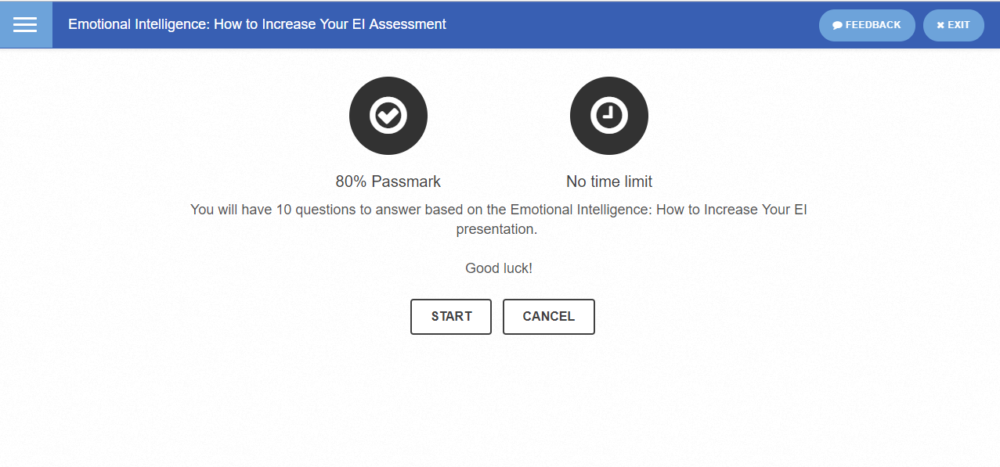 Emotional Intelligence: How to Increase Your EI Assessment
FEEDBACK
EXIT
80% Passmark
No time limit
You will have 10 questions to answer based on the Emotional Intelligence: How to Increase Your EI
presentation.
Good luck!
START
CANCEL